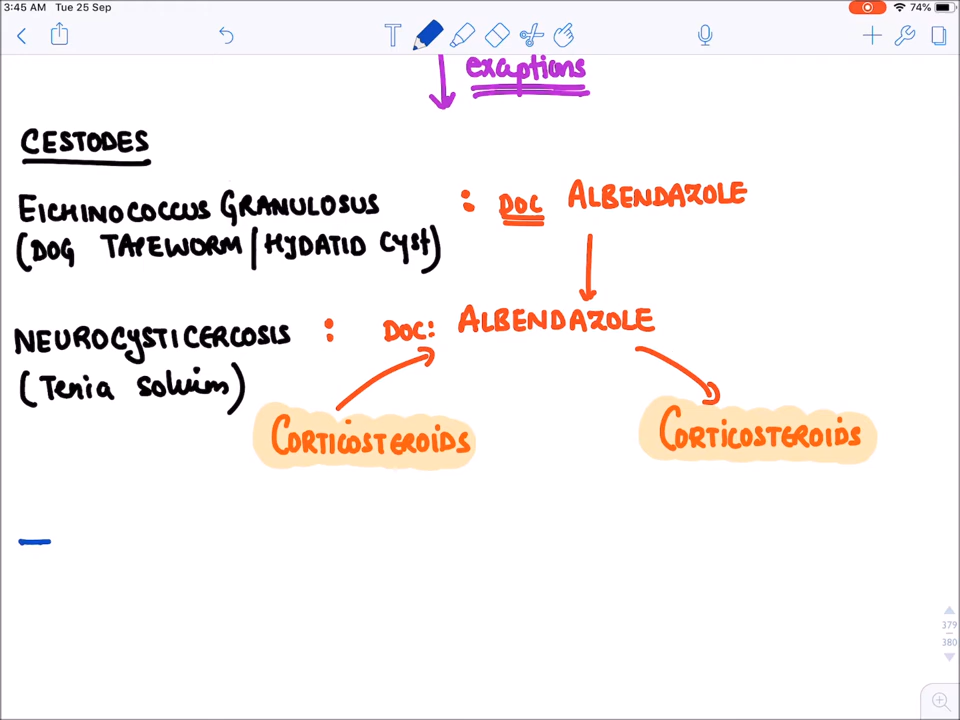 3:45 AM Tue 25 Sep 74%
T
exceptions
CESTODES
EICHINOCOCCUS GRANULOSUS : DOC ALBENDAZOLE
(DOG TAPEWORM / HYDATID CYST)
NEUROCYSTICERCOSIS : DOC: ALBENDAZOLE
(Tenia solium)
CORTICOSTEROIDS CORTICOSTEROIDS
379
380